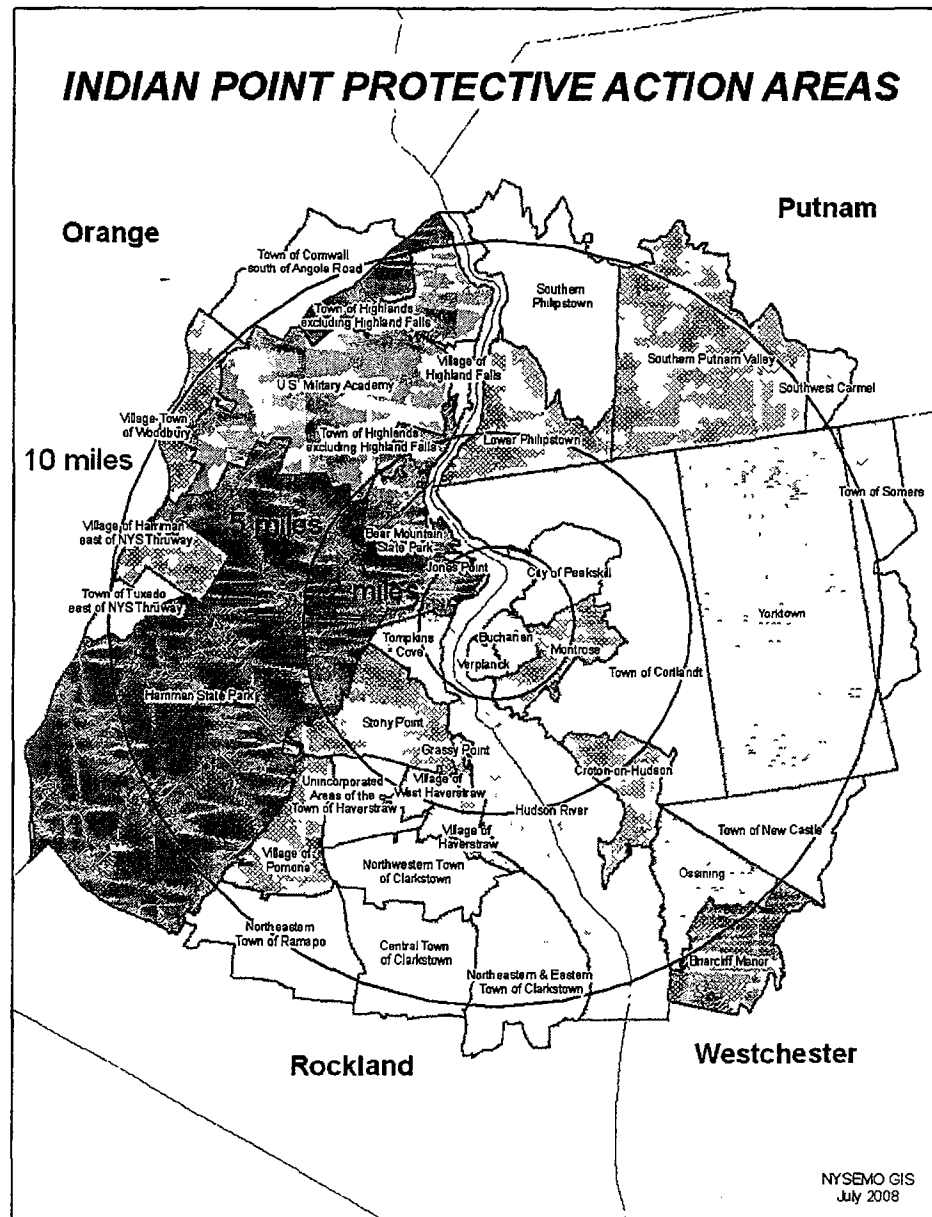 INDIAN POINT PROTECTIVE ACTION AREAS
Orange
Putnam
Town of Cornwall
south of Angola Road
Southern
Philipstown
Town of Highlands
excluding Highland Falls
Village of
Highland Falls
Southern Putnam Valley
U S Military Academy
Southwest Carmel
Village-Town
of Woodbury
Town of Highlands
excluding Highland Falls
Lower Philipstown
10 miles
Town of Somers
5 miles
Village of Harriman
east of NYS Thruway
Bear Mountain
State Park
Jones Point
City of Peekskill
miles
Town of Tuxedo
east of NYS Thruway
Yorktown
Tompkins
Cove
Buchanan
Montrose
Verplanck
Town of Cortlandt
Harriman State Park
Stony Point
Grassy Point
Croton-on-Hudson
Unincorporated
Areas of the
Town of Haverstraw
Village of
West Haverstraw
Hudson River
Village of
Haverstraw
Town of New Castle
Village of
Pomona
Northwestern Town
of Clarkstown
Ossining
Northeastern
Town of Ramapo
Central Town
of Clarkstown
Briarcliff Manor
Northeastern & Eastern
Town of Clarkstown
Rockland
Westchester
NYSEMO GIS
July 2008